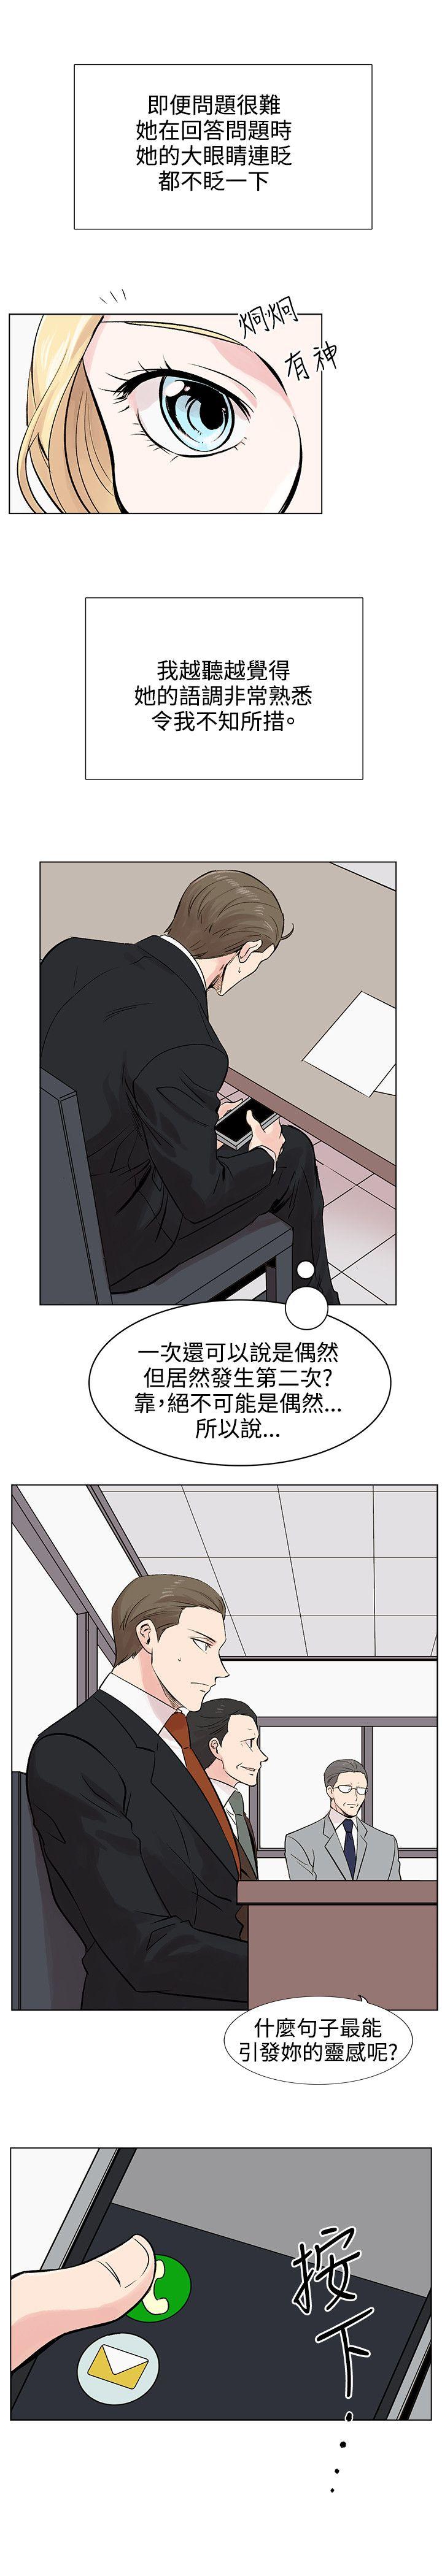 即便問題很難
她在回答問題時
她的大眼睛連眨
都不眨一下
炯炯
有神
我越聽越覺得
她的語調非常熟悉
令我不知所措。
一次還可以說是偶然
但居然發生第二次?
靠,絕不可能是偶然...
所以說...
什麼句子最能
引發妳的靈感呢?
按下...